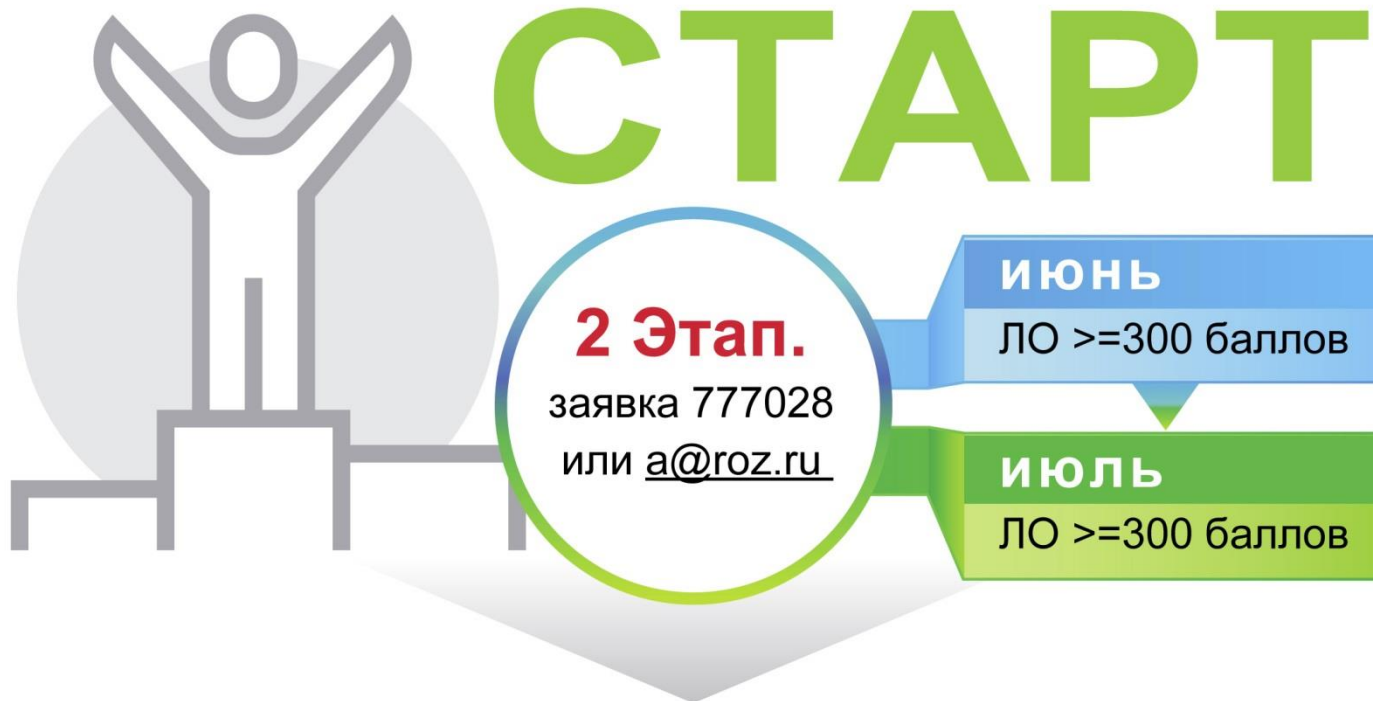 СТАРТ
2 Этап.
заявка 777028
или a@roz.ru
июнь
ЛО >=300 баллов
июль
ЛО >=300 баллов